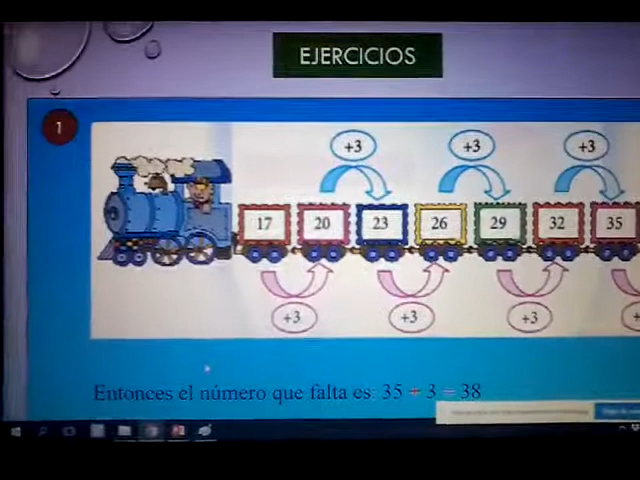 EJERCICIOS
1
+3 +3 +3
17 20 23 26 29 32 35
+3 +3 +3
Entonces el número que falta es: 35 + 3 = 38